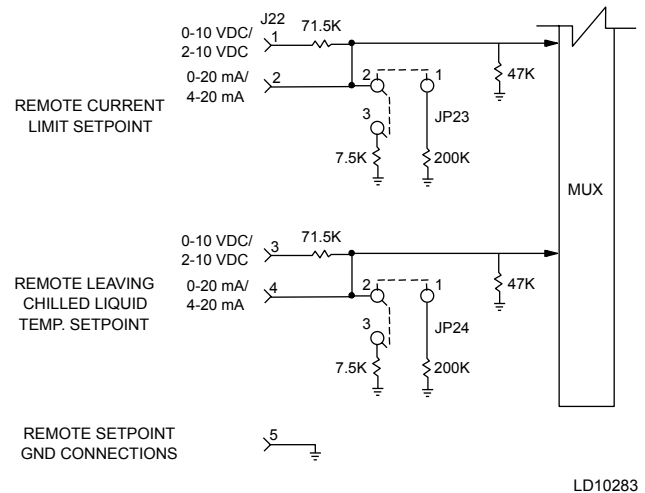 J22
0-10 VDC/
2-10 VDC
1
71.5K
0-20 mA/
4-20 mA
2
REMOTE CURRENT
LIMIT SETPOINT
2
1
3
JP23
7.5K
200K
47K
MUX
0-10 VDC/
2-10 VDC
3
71.5K
0-20 mA/
4-20 mA
4
REMOTE LEAVING
CHILLED LIQUID
TEMP. SETPOINT
2
1
3
JP24
7.5K
200K
47K
REMOTE SETPOINT
GND CONNECTIONS
5
LD10283